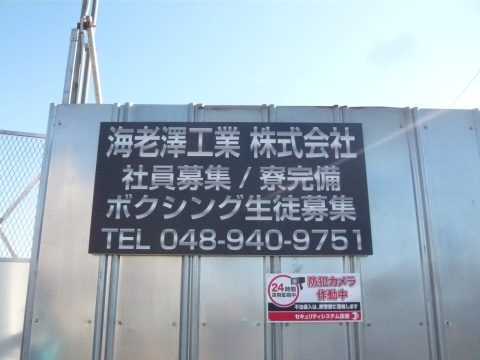 海老澤工業 株式会社
社員募集 / 寮完備
ボクシング生徒募集
TEL 048-940-9751
24時間
防犯カメラ
作動中
セキュリティシステム設置